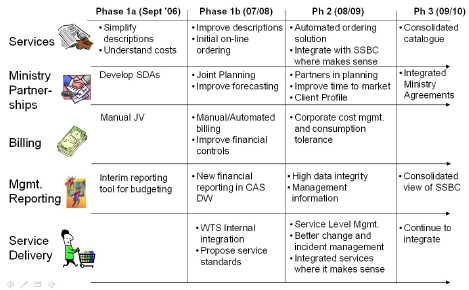 Phase 1a (Sept '06)
Phase 1b (07/08)
Ph 2 (08/09)
Ph 3 (09/10)
Services
• Simplify
descriptions
• Understand costs
• Improve descriptions
• Initial on-line
ordering
• Automated ordering
solution
• Integrate with SSBC
where makes sense
• Consolidated
catalogue
Ministry
Partner-
ships
Develop SDAs
• Joint Planning
• Improve forecasting
• Partners in planning
• Improve time to market
• Client Profile
• Integrated
Ministry
Agreements
Billing
Manual JV
• Manual/Automated
billing
• Improve financial
controls
• Corporate cost mgmt.
and consumption
tolerance
Mgmt.
Reporting
Interim reporting
tool for budgeting
• New financial
reporting in CAS
DW
• High data integrity
• Management
information
• Consolidated
view of SSBC
Service
Delivery
• WTS Internal
integration
• Propose service
standards
• Service Level Mgmt.
• Better change and
incident management
• Integrated services
where it makes sense
• Continue to
integrate